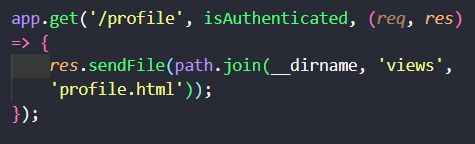 app.get('/profile', isAuthenticated, (req, res)
=> {
res.sendFile(path.join(__dirname, 'views',
'profile.html'));
});